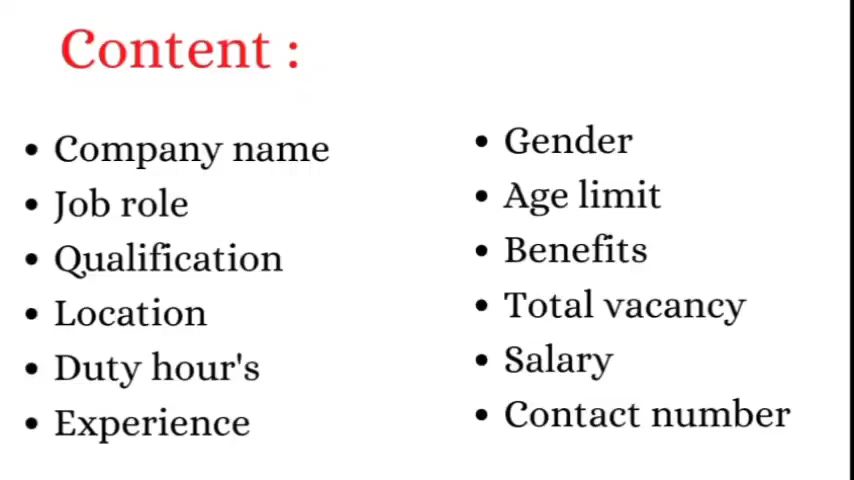 Content :
Company name
Job role
Qualification
Location
Duty hour's
Experience
Gender
Age limit
Benefits
Total vacancy
Salary
Contact number